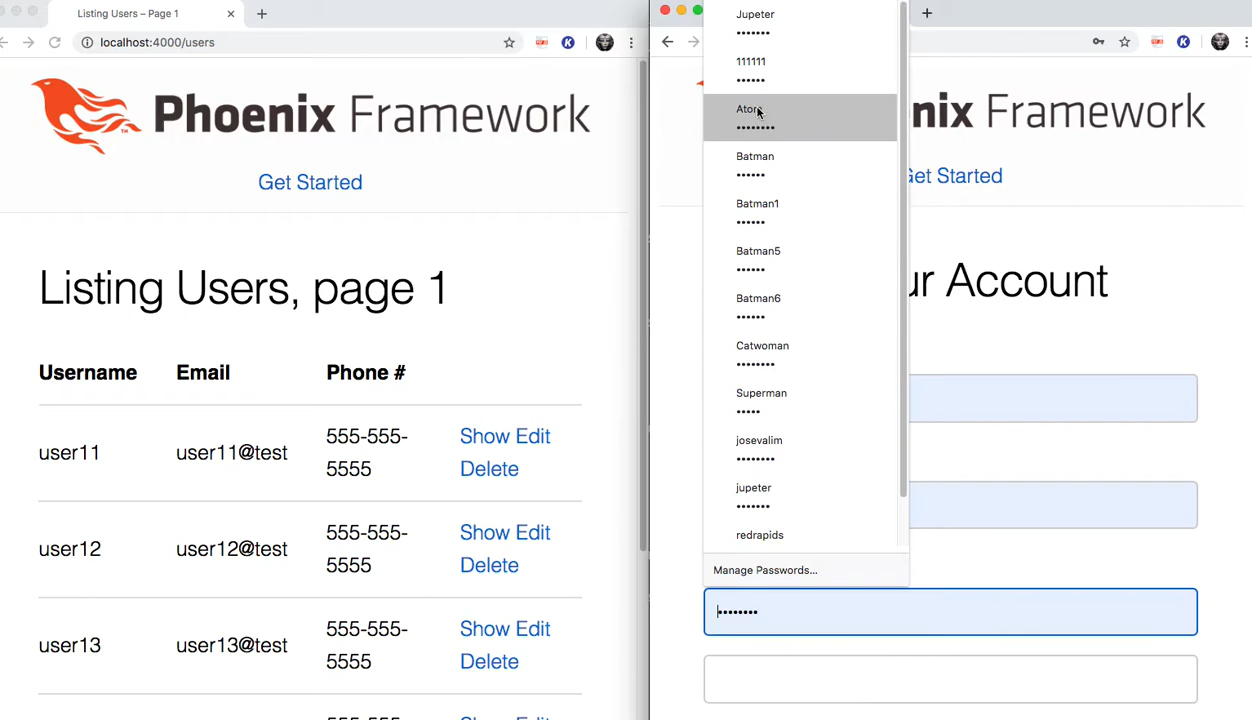 Listing Users – Page 1
localhost:4000/users
Phoenix Framework
Get Started
Listing Users, page 1
Username Email Phone #
user11 user11@test 555-555-5555 Show Edit Delete
user12 user12@test 555-555-5555 Show Edit Delete
user13 user13@test 555-555-5555 Show Edit Delete
Jupeter
•••••••
111111
••••••
••••••••
Batman
••••••
Batman1
••••••
Batman5
••••••
Batman6
••••••
Catwoman
••••••••
Superman
•••••
josevalim
••••••••
jupeter
•••••••
redrapids
Manage Passwords...
nix Framework
Get Started
ur Account
••••••••